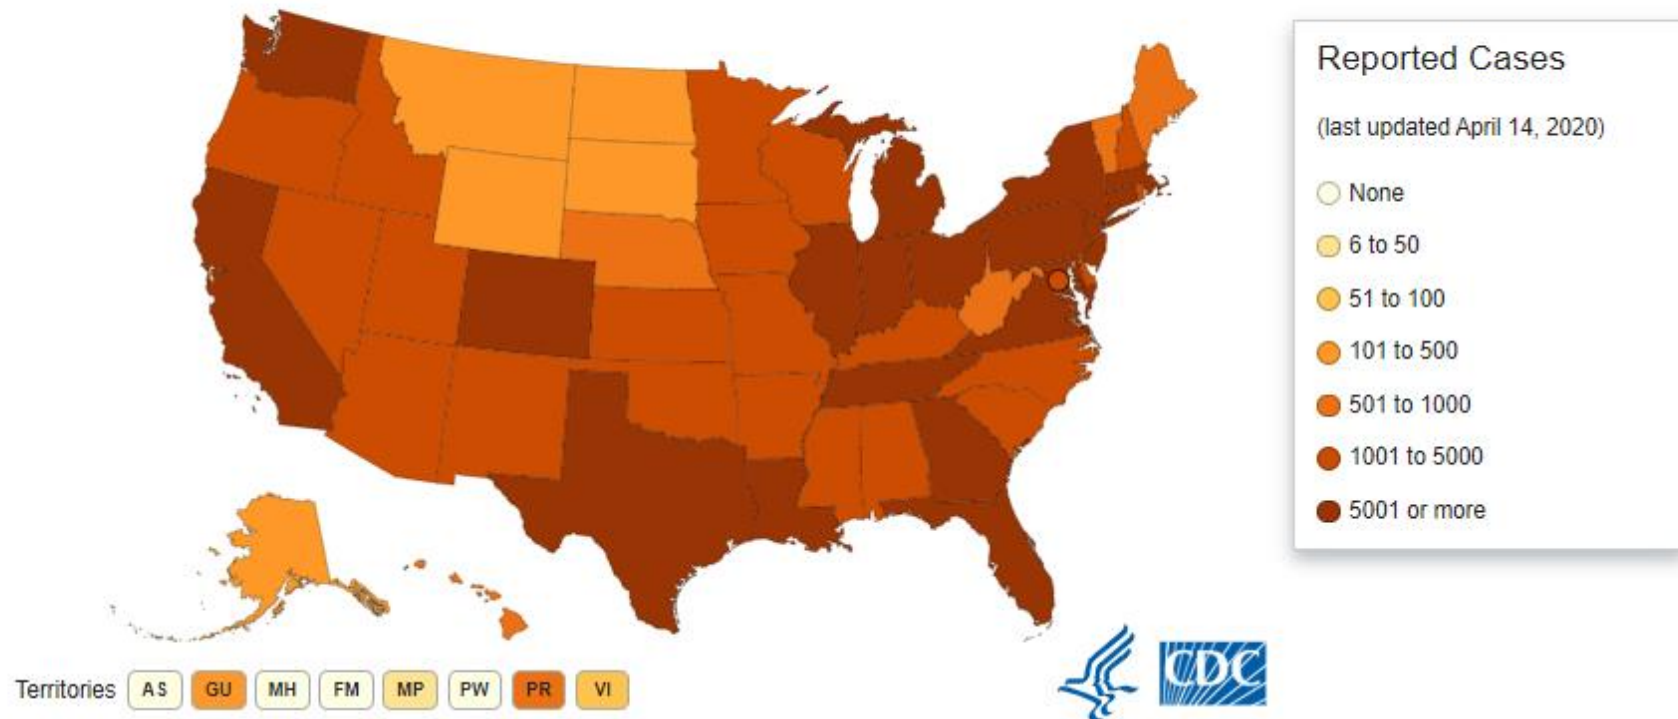 Reported Cases
(last updated April 14, 2020)
None
6 to 50
51 to 100
101 to 500
501 to 1000
1001 to 5000
5001 or more
Territories AS GU MH FM MP PW PR VI
CDC